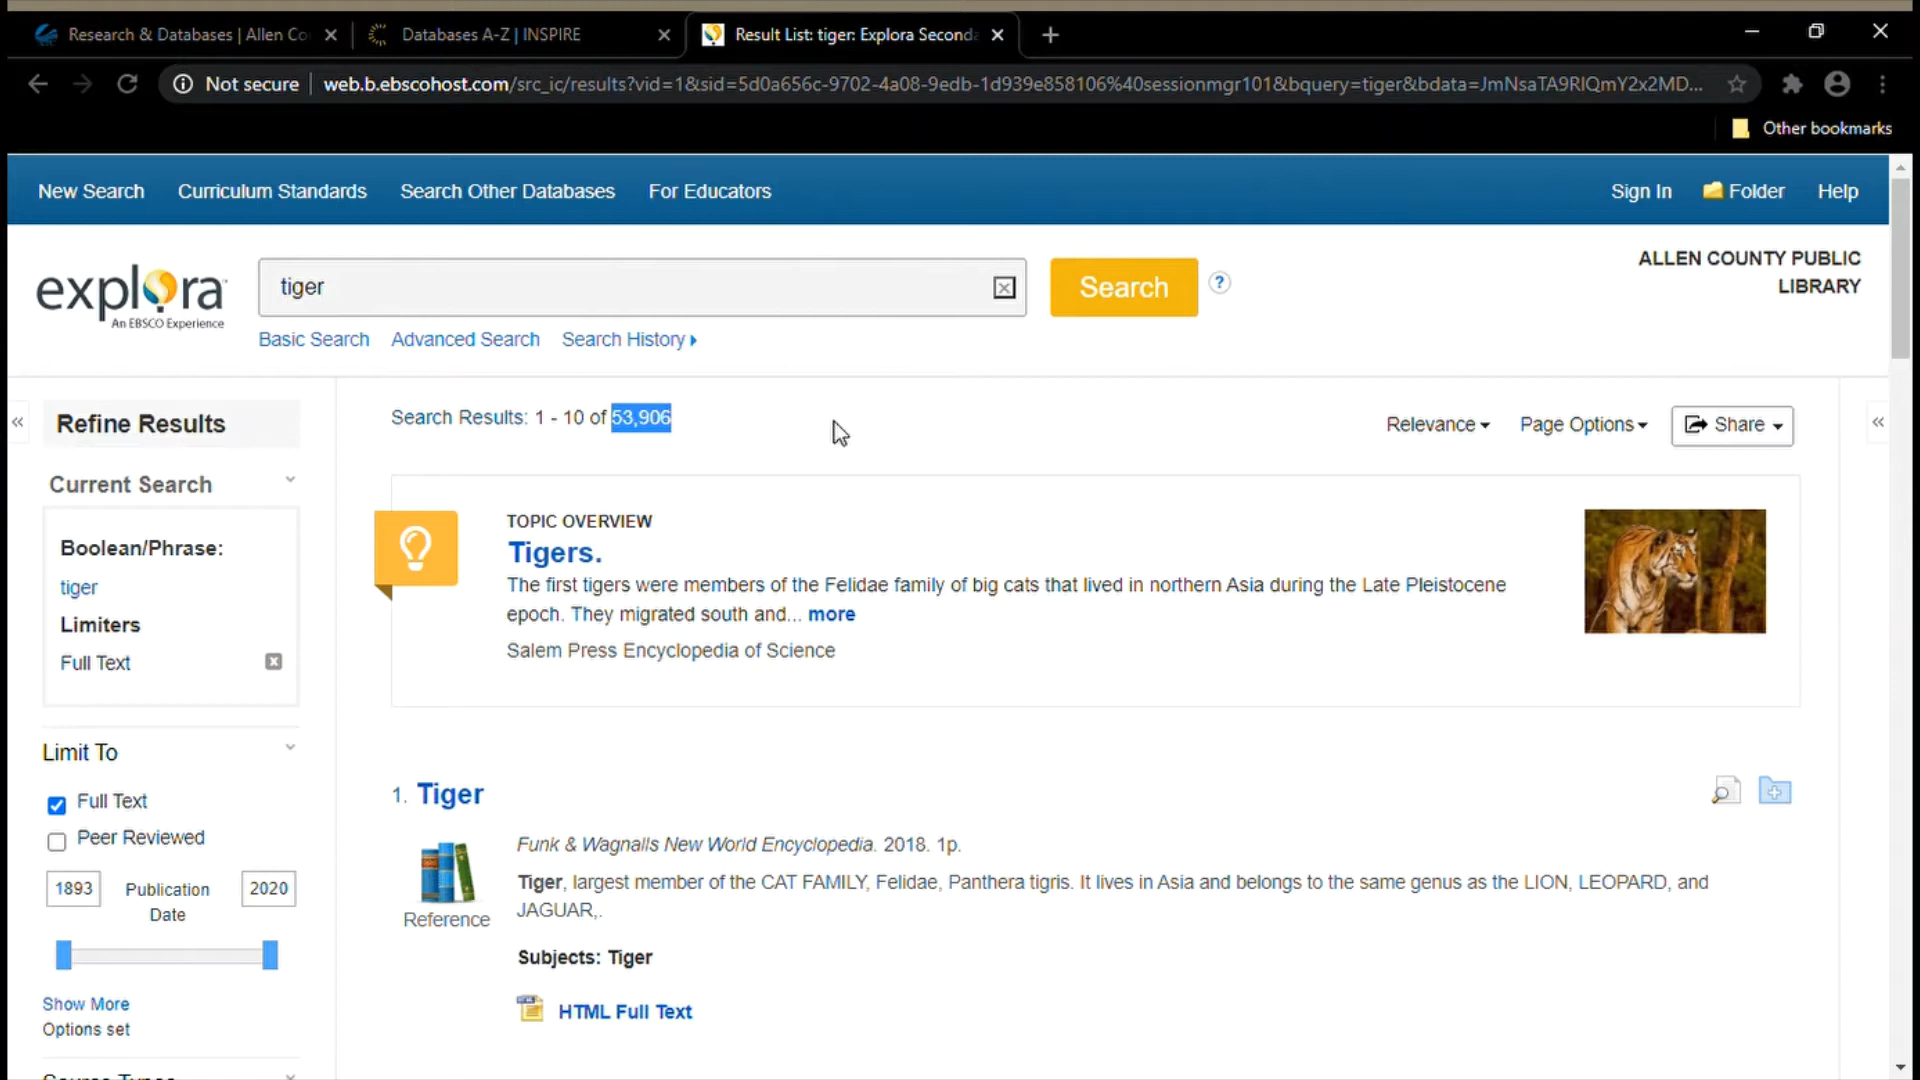 Research & Databases | Allen Co
Databases A-Z | INSPIRE
Result List: tiger: Explora Seconda
Not secure
web.b.ebscohost.com/src_ic/results?vid=1&sid=5d0a656c-9702-4a08-9edb-1d939e858106%40sessionmgr101&bquery=tiger&bdata=JmNsaTA9RlQmY2x2MD...
Other bookmarks
New Search Curriculum Standards Search Other Databases For Educators Sign In Folder Help
explora
An EBSCO Experience
tiger
Search
?
ALLEN COUNTY PUBLIC
LIBRARY
Basic Search Advanced Search Search History
Refine Results
Search Results: 1 - 10 of 53,906
Relevance Page Options Share
Current Search
Boolean/Phrase:
tiger
Limiters
Full Text
TOPIC OVERVIEW
Tigers.
The first tigers were members of the Felidae family of big cats that lived in northern Asia during the Late Pleistocene
epoch. They migrated south and... more
Salem Press Encyclopedia of Science
Limit To
Full Text
Peer Reviewed
1893 Publication Date 2020
Show More
Options set
Source Types
1. Tiger
Funk & Wagnalls New World Encyclopedia. 2018. 1p.
Tiger, largest member of the CAT FAMILY, Felidae, Panthera tigris. It lives in Asia and belongs to the same genus as the LION, LEOPARD, and
JAGUAR,.
Reference
Subjects: Tiger
HTML Full Text